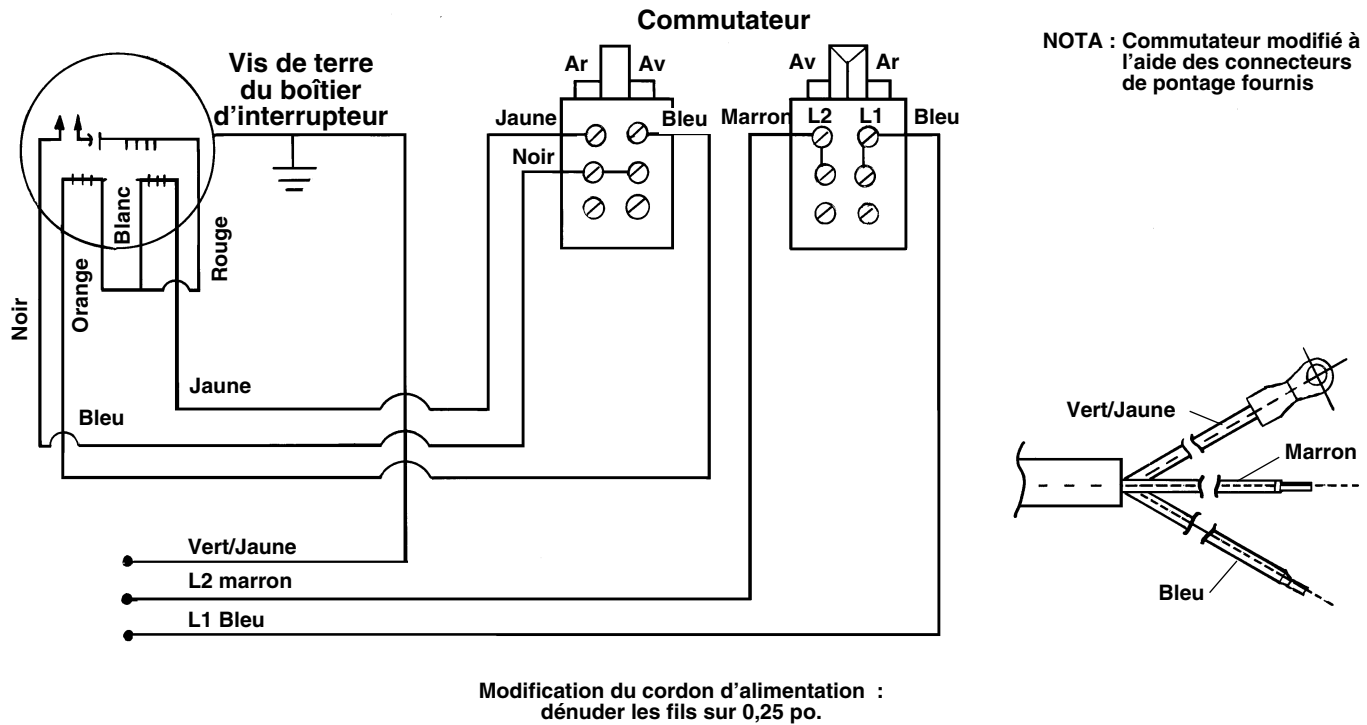 Commutateur
NOTA : Commutateur modifié à
l’aide des connecteurs
de pontage fournis
Vis de terre
du boîtier
d’interrupteur
Ar
Av
Av
Ar
Jaune
Bleu
Marron
L2
L1
Bleu
Noir
Blanc
Rouge
Orange
Noir
Jaune
Bleu
Vert/Jaune
Marron
Bleu
Vert/Jaune
L2 marron
L1 Bleu
Modification du cordon d’alimentation :
dénuder les fils sur 0,25 po.